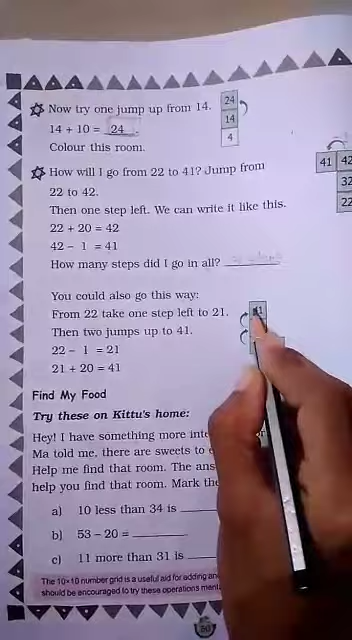 Now try one jump up from 14.
24
14
4
14 + 10 = 24 .
Colour this room.
How will I go from 22 to 41? Jump from
22 to 42.
41 42
32
22
Then one step left. We can write it like this.
22 + 20 = 42
42 - 1 = 41
How many steps did I go in all?
You could also go this way:
From 22 take one step left to 21.
Then two jumps up to 41.
22 - 1 = 21
21 + 20 = 41
Find My Food
Try these on Kittu's home:
Hey! I have something more
Ma told me, there are sweets to
Help me find that room. The
help you find that room. Mark
a) 10 less than 34 is
b) 53 - 20 =
c) 11 more than 31 is
The 10×10 number grid is a useful aid for adding
should be encouraged to try these operations